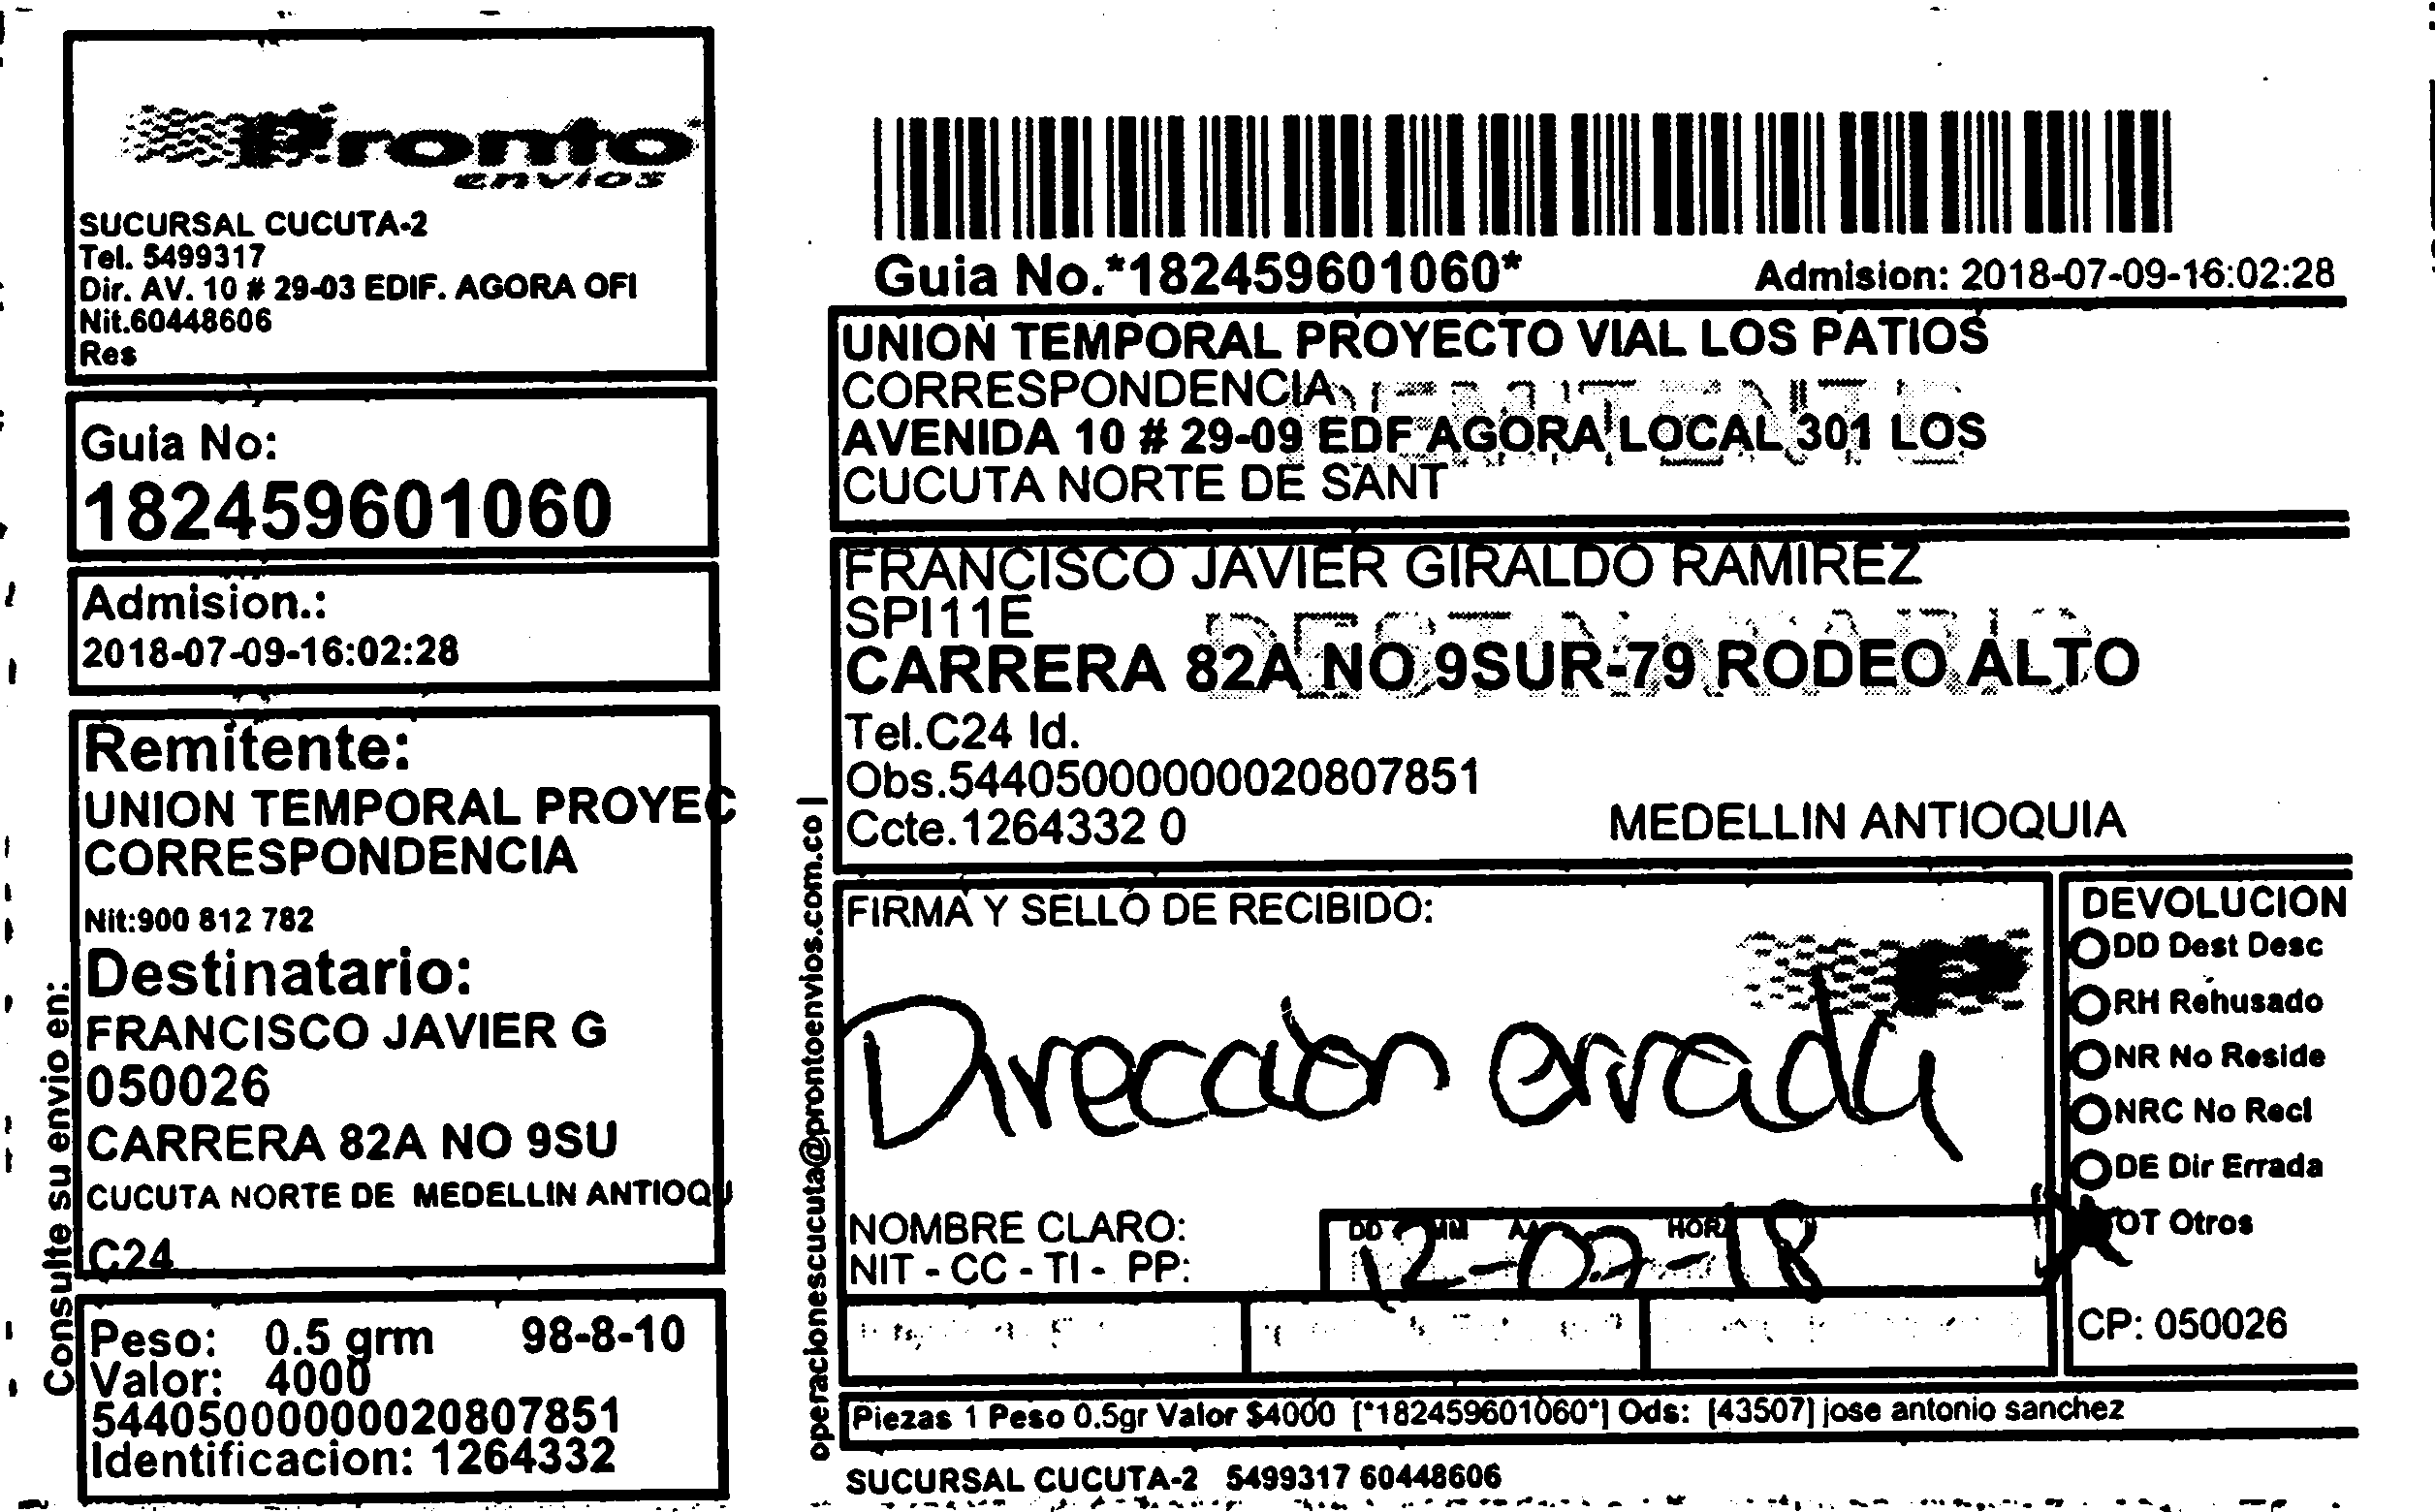 Pronto
envios
SUCURSAL CUCUTA-2
Tel. 5499317
Dir. AV. 10 # 29-03 EDIF. AGORA OFI
Nit.60448606
Res
Guia No:
182459601060
Admision.:
2018-07-09-16:02:28
Remitente:
UNION TEMPORAL PROYEC
CORRESPONDENCIA
Nit:900 812 782
Destinatario:
FRANCISCO JAVIER G
050026
CARRERA 82A NO 9SU
CUCUTA NORTE DE MEDELLIN ANTIOQU
C24
Peso: 0.5 grm 98-8-10
Valor: 4000
544050000000020807851
Identificacion: 1264332
Consulte su envio en:
operacionescucuta@prontoenvios.com.co |
Guia No.*182459601060* Admision: 2018-07-09-16:02:28
UNION TEMPORAL PROYECTO VIAL LOS PATIOS
CORRESPONDENCIA
REMITENTE
AVENIDA 10 # 29-09 EDF AGORA LOCAL 301 LOS
CUCUTA NORTE DE SANT
FRANCISCO JAVIER GIRALDO RAMIREZ
SPI11E
DESTINATARIO
CARRERA 82A NO 9SUR-79 RODEO ALTO
Tel.C24 Id.
Obs.544050000000020807851
Ccte.1264332 0 MEDELLIN ANTIOQUIA
FIRMA Y SELLO DE RECIBIDO:
P
Direccion errada
NOMBRE CLARO:
NIT - CC - TI - PP:
DD MM AA HORA
12-07-18
DEVOLUCION
DD Dest Desc
RH Rehusado
NR No Reside
NRC No Recl
DE Dir Errada
OT Otros
CP: 050026
Piezas 1 Peso 0.5gr Valor $4000 [*182459601060*] Ods: [43507] jose antonio sanchez
SUCURSAL CUCUTA-2 5499317 60448606